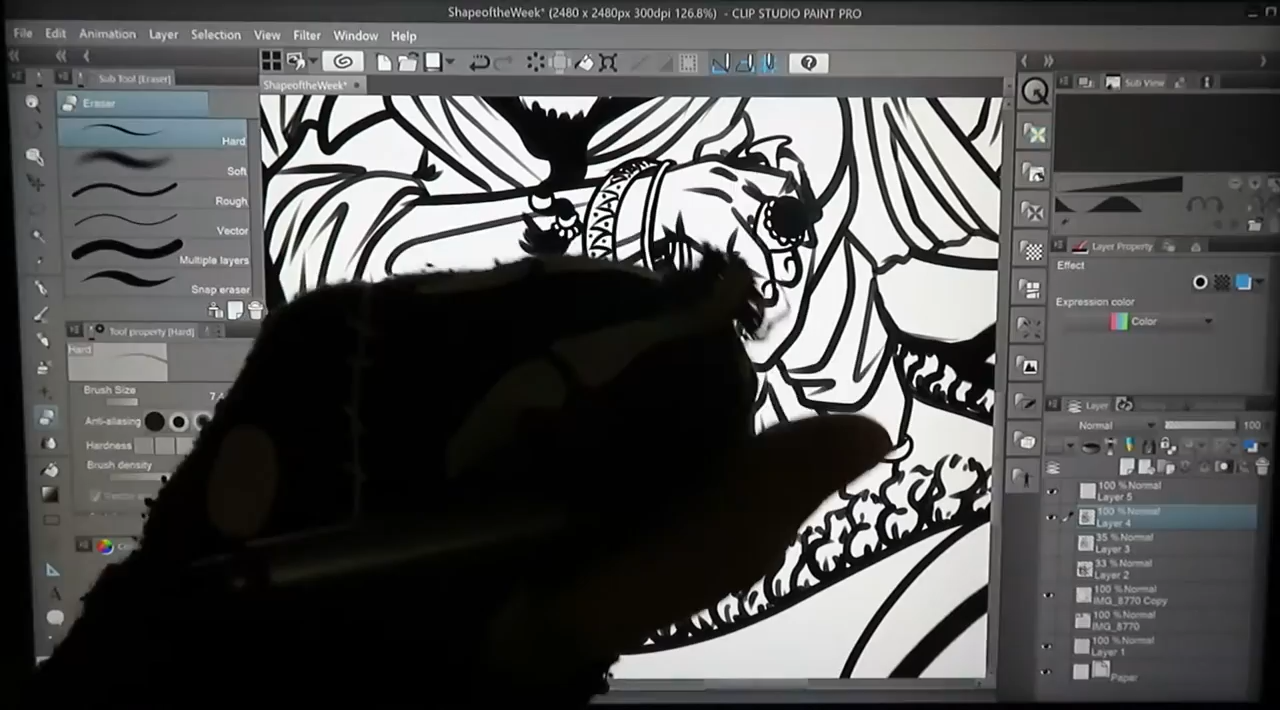 ShapeoftheWeek* (2480 x 2480px 300dpi 126.8%) - CLIP STUDIO PAINT PRO
File Edit Animation Layer Selection View Filter Window Help
Sub Tool [Eraser]
ShapeoftheWeek*
Sub View
Eraser
Hard
Soft
Rough
Vector
Multiple layers
Snap eraser
Tool property [Hard]
Hard
Brush Size
Anti-aliasing
Hardness
Brush density
Layer Property
Effect
Expression color
Color
Layer
Normal 100
100 % Normal
Layer 5
100 % Normal
Layer 4
35 % Normal
Layer 3
33 % Normal
Layer 2
100 % Normal
IMG_8770 Copy
100 % Normal
IMG_8770
100 % Normal
Layer 1
Paper